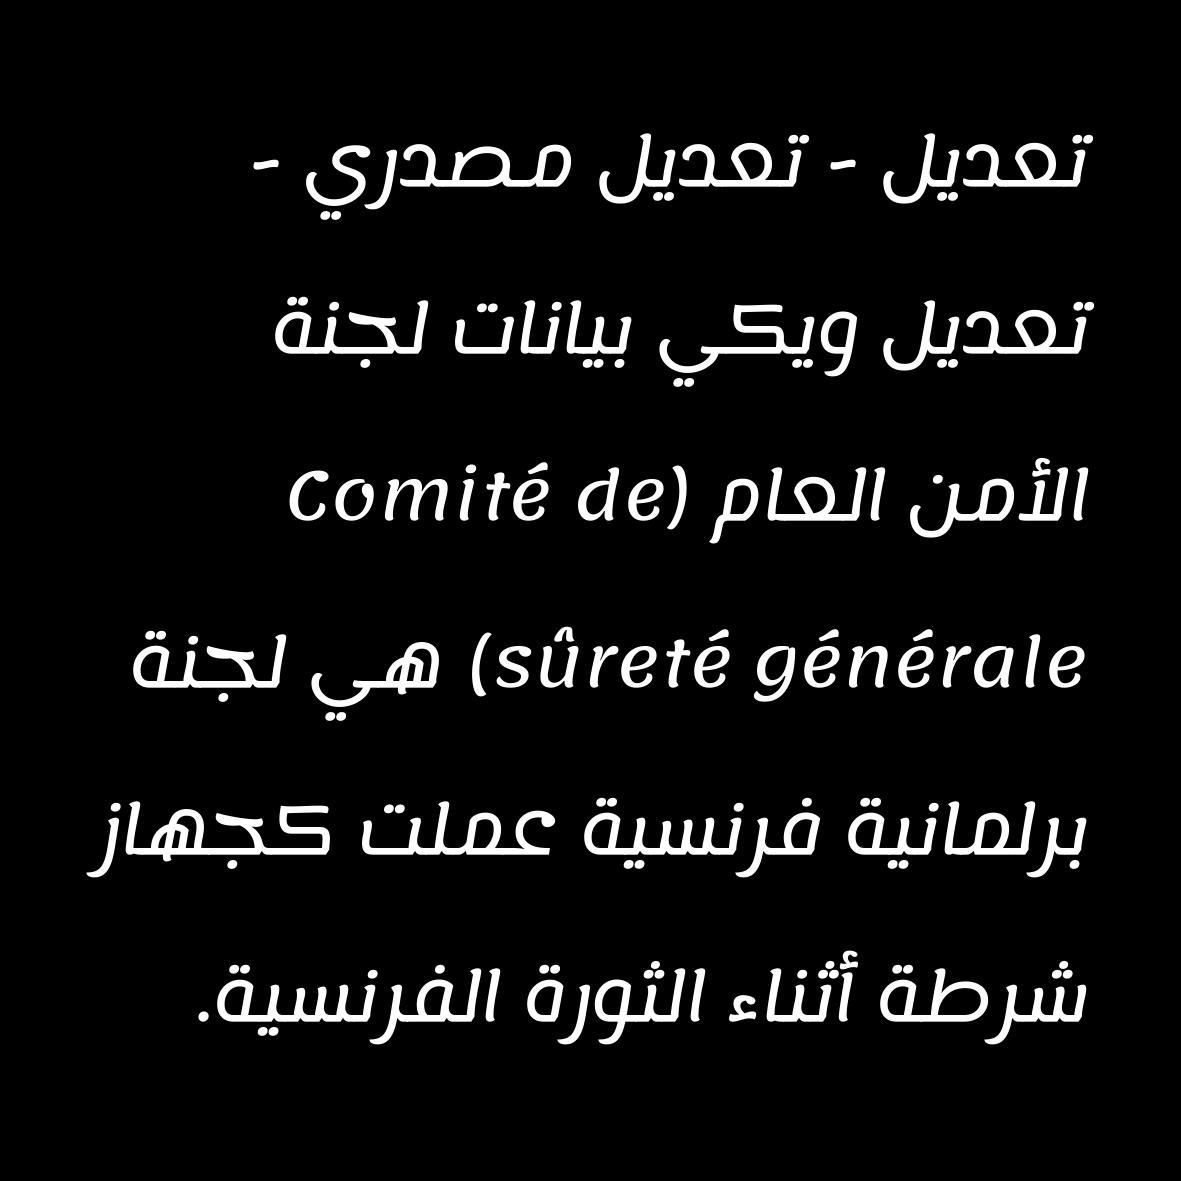 تعديل - تعديل مصدري -
تعديل ويكي بيانات لجنة
الأمن العام (Comité de
sûreté générale) هي لجنة
برلمانية فرنسية عملت كجهاز
شرطة أثناء الثورة الفرنسية.